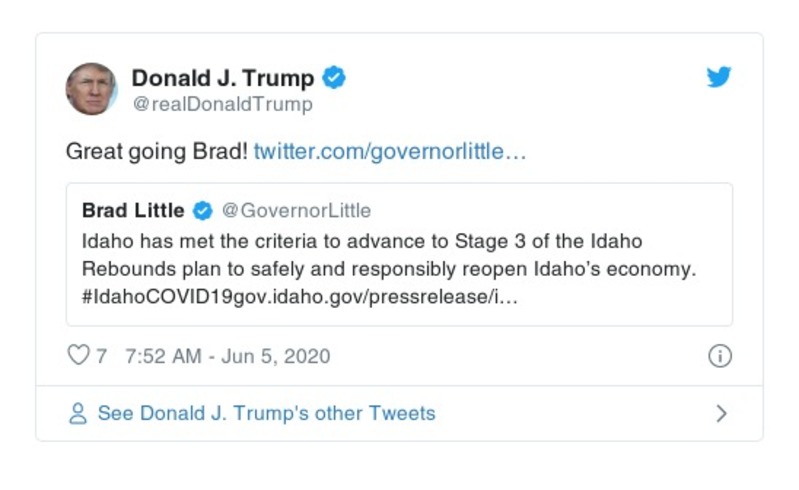 Donald J. Trump
@realDonaldTrump
Great going Brad! twitter.com/governorlittle…
Brad Little @GovernorLittle
Idaho has met the criteria to advance to Stage 3 of the Idaho
Rebounds plan to safely and responsibly reopen Idaho’s economy.
#IdahoCOVID19gov.idaho.gov/pressrelease/i…
7 7:52 AM - Jun 5, 2020
See Donald J. Trump's other Tweets